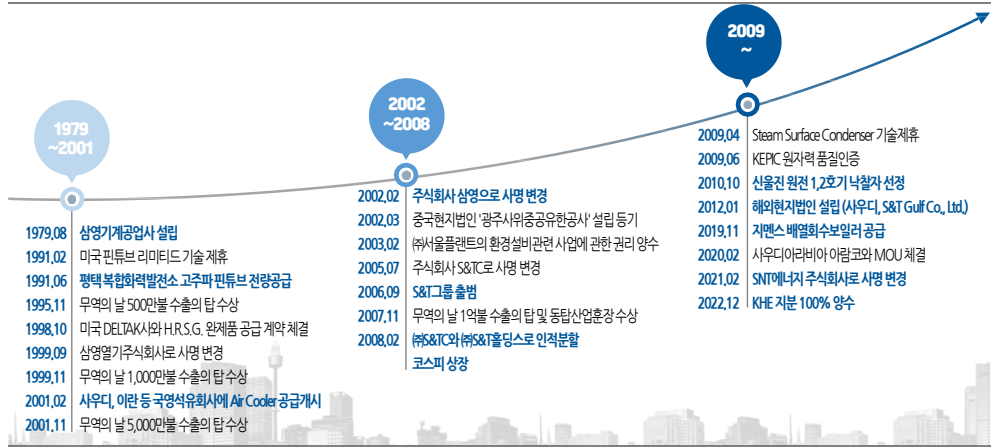 1979
~2001
1979.08 삼영기계공업사 설립
1991.02 미국 핀튜브 리미티드 기술 제휴
1991.06 평택 복합화력발전소 고주파 핀튜브 전량공급
1995.11 무역의 날 500만불 수출의 탑 수상
1998.10 미국 DELTAK사와 H.R.S.G. 완제품 공급 계약 체결
1999.09 삼영열기주식회사로 사명 변경
1999.11 무역의 날 1,000만불 수출의 탑 수상
2001.02 사우디, 이란 등 국영석유회사에 Air Cooler 공급개시
2001.11 무역의 날 5,000만불 수출의 탑 수상
2002
~2008
2002.02 주식회사 삼영으로 사명 변경
2002.03 중국현지법인 '광주사위중공유한공사' 설립 등기
2003.02 ㈜서울플랜트의 환경설비관련 사업에 관한 권리 양수
2005.07 주식회사 S&TC로 사명 변경
2006.09 S&T그룹 출범
2007.11 무역의 날 1억불 수출의 탑 및 동탑산업훈장 수상
2008.02 ㈜S&TC와 ㈜S&T홀딩스로 인적분할
코스피 상장
2009
~
2009.04 Steam Surface Condenser 기술제휴
2009.06 KEPIC 원자력 품질인증
2010.10 신울진 원전 1,2호기 낙찰자 선정
2012.01 해외현지법인 설립 (사우디, S&T Gulf Co., Ltd.)
2019.11 지멘스 배열회수보일러 공급
2020.02 사우디아라비아 아람코와 MOU 체결
2021.02 SNT에너지 주식회사로 사명 변경
2022.12 KHE 지분 100% 양수